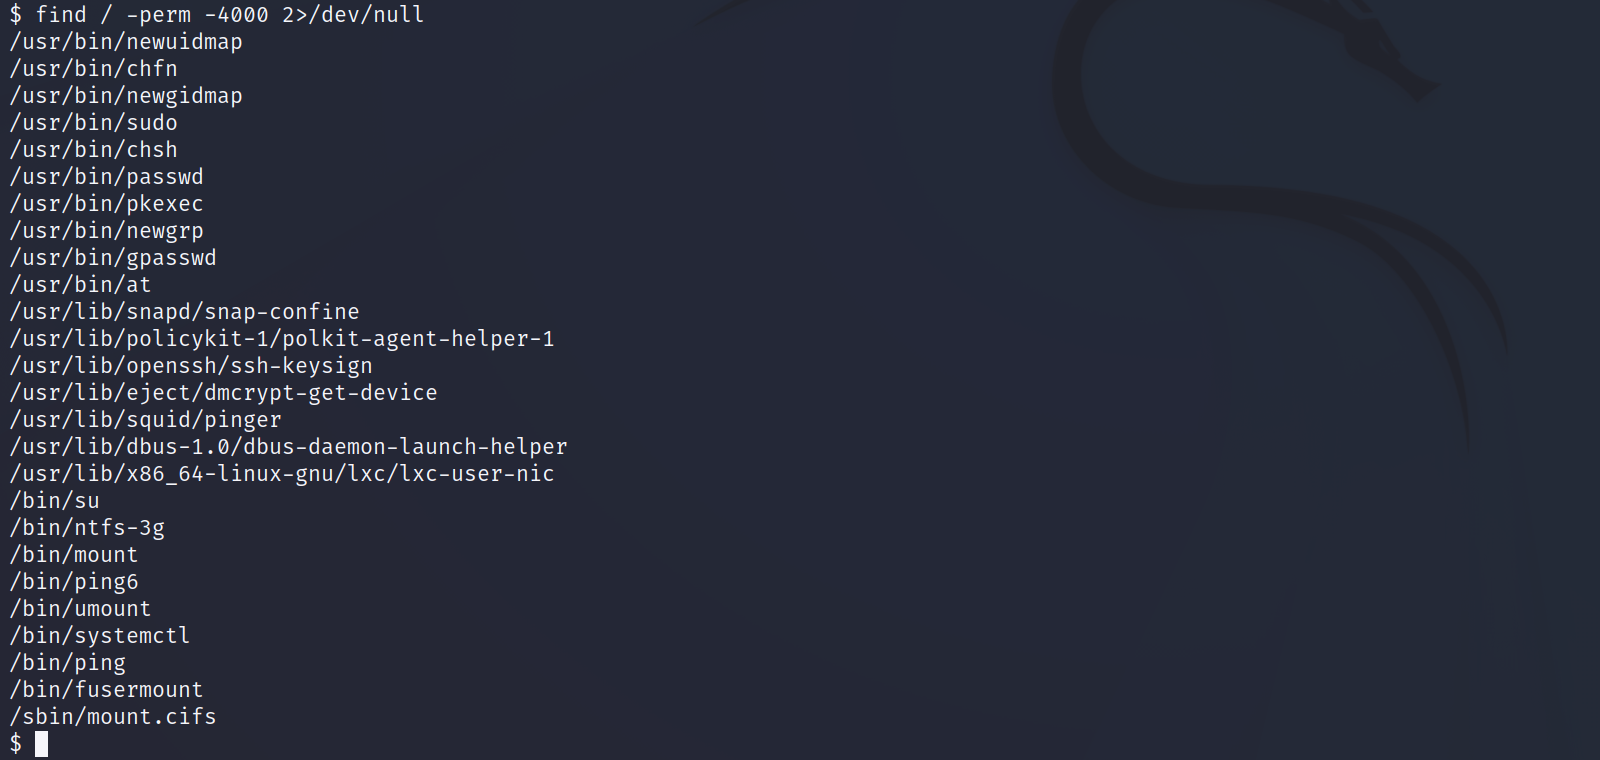 $ find / -perm -4000 2>/dev/null
/usr/bin/newuidmap
/usr/bin/chfn
/usr/bin/newgidmap
/usr/bin/sudo
/usr/bin/chsh
/usr/bin/passwd
/usr/bin/pkexec
/usr/bin/newgrp
/usr/bin/gpasswd
/usr/bin/at
/usr/lib/snapd/snap-confine
/usr/lib/policykit-1/polkit-agent-helper-1
/usr/lib/openssh/ssh-keysign
/usr/lib/eject/dmcrypt-get-device
/usr/lib/squid/pinger
/usr/lib/dbus-1.0/dbus-daemon-launch-helper
/usr/lib/x86_64-linux-gnu/lxc/lxc-user-nic
/bin/su
/bin/ntfs-3g
/bin/mount
/bin/ping6
/bin/umount
/bin/systemctl
/bin/ping
/bin/fusermount
/sbin/mount.cifs
$